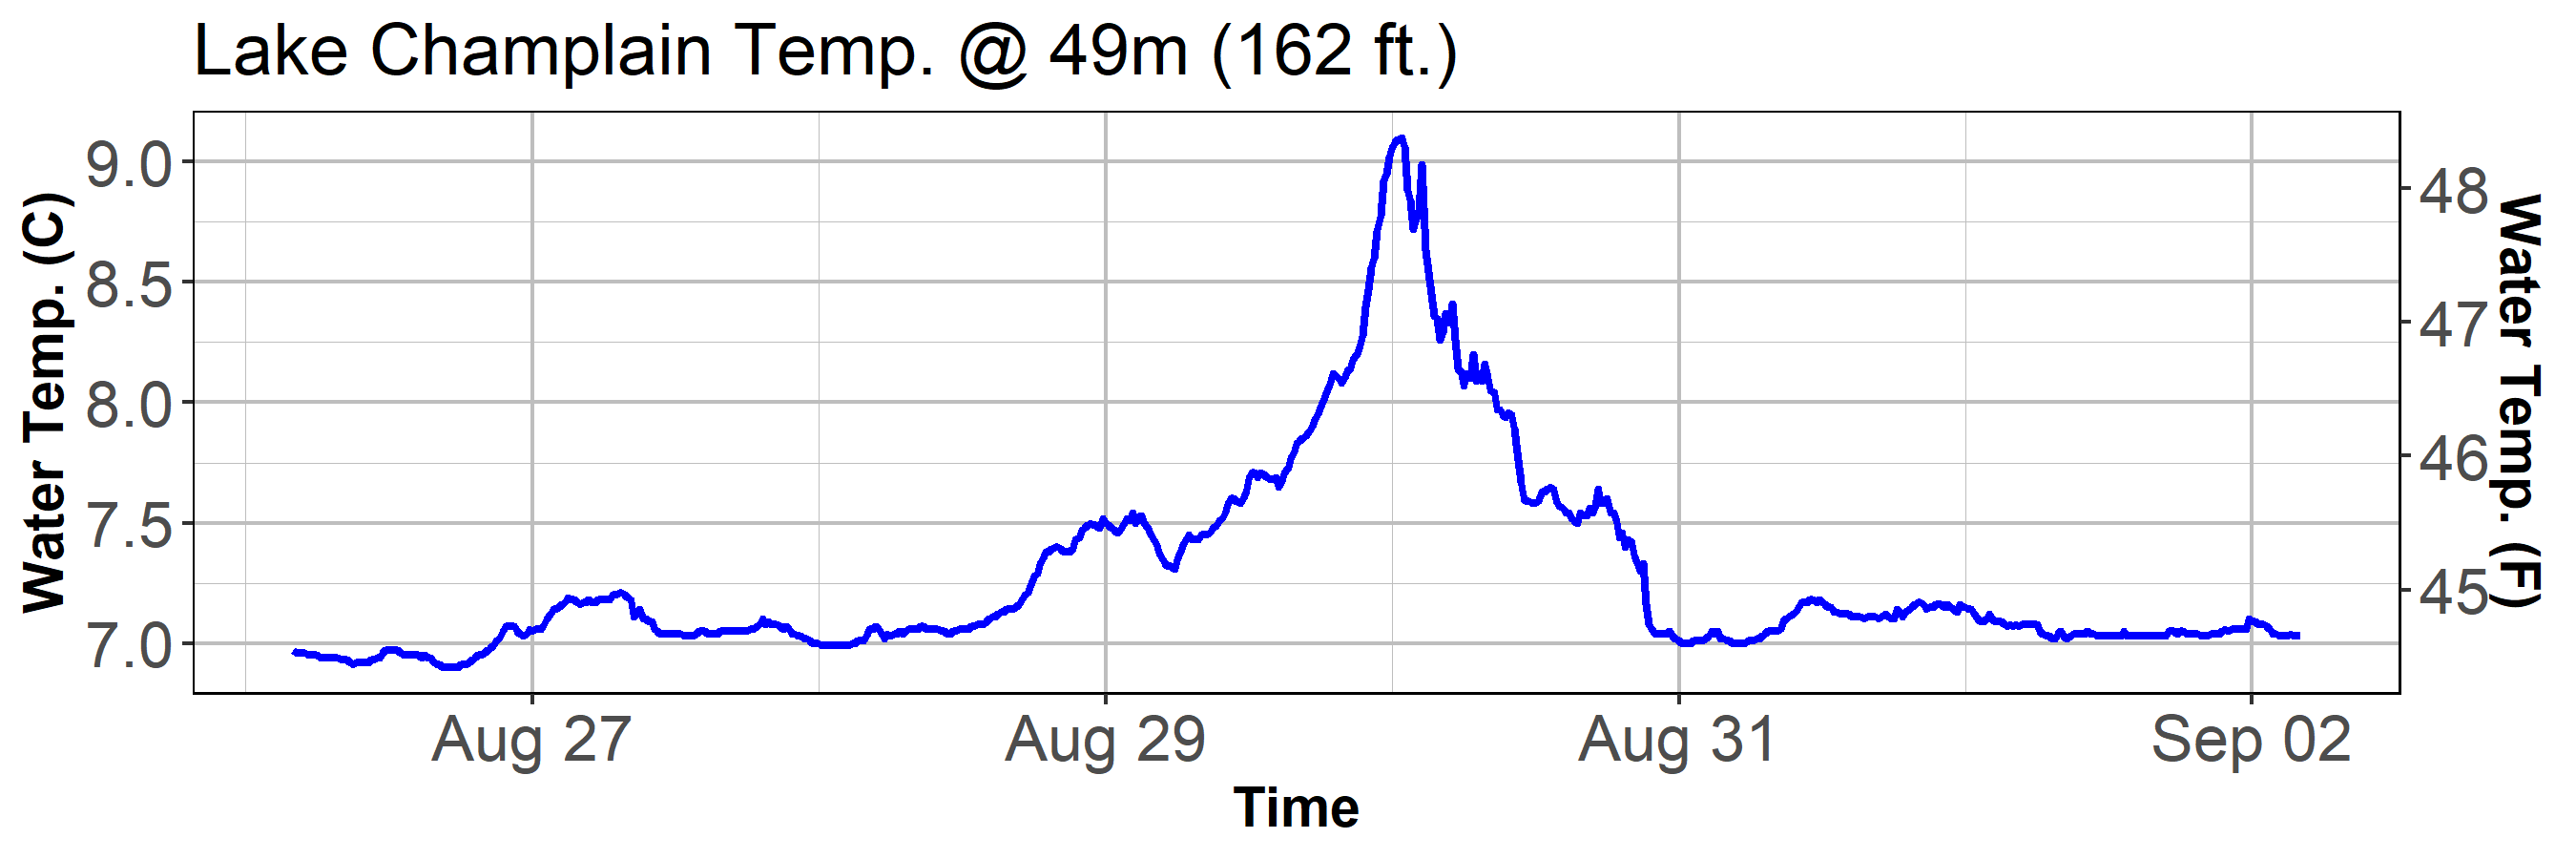 Lake Champlain Temp. @ 49m (162 ft.)
Water Temp. (C)
9.0
8.5
8.0
7.5
7.0
48
47
46
45
Water Temp. (F)
Aug 27 Aug 29 Aug 31 Sep 02
Time